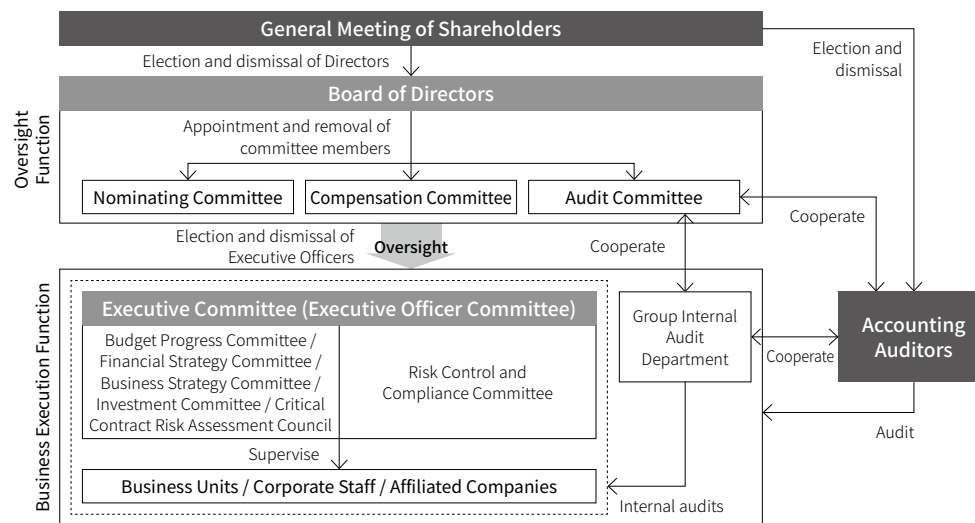 General Meeting of Shareholders
Election and dismissal of Directors
Election and
dismissal
Board of Directors
Oversight
Function
Appointment and removal of
committee members
Nominating Committee
Compensation Committee
Audit Committee
Cooperate
Election and dismissal of
Executive Officers
Oversight
Cooperate
Business Execution Function
Executive Committee (Executive Officer Committee)
Budget Progress Committee /
Financial Strategy Committee /
Business Strategy Committee /
Investment Committee / Critical
Contract Risk Assessment Council
Risk Control and
Compliance Committee
Group Internal
Audit
Department
Cooperate
Accounting
Auditors
Audit
Supervise
Business Units / Corporate Staff / Affiliated Companies
Internal audits